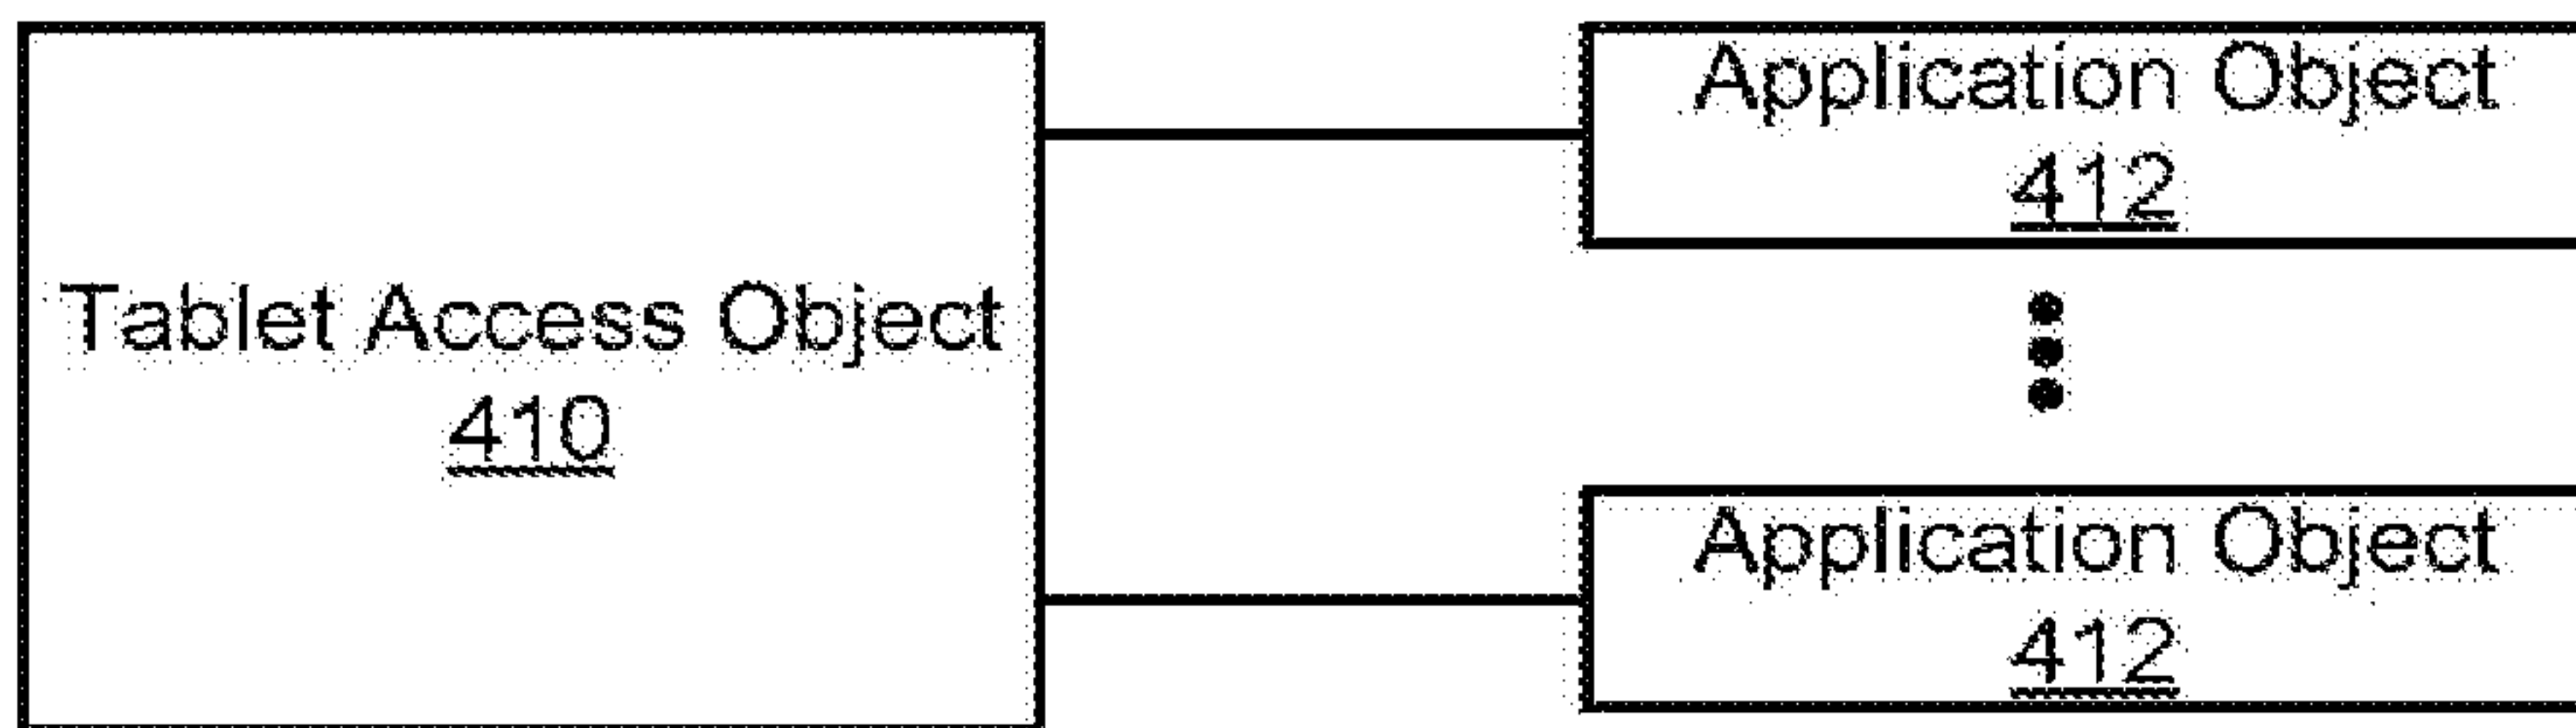 Tablet Access Object
410
Application Object
412
Application Object
412